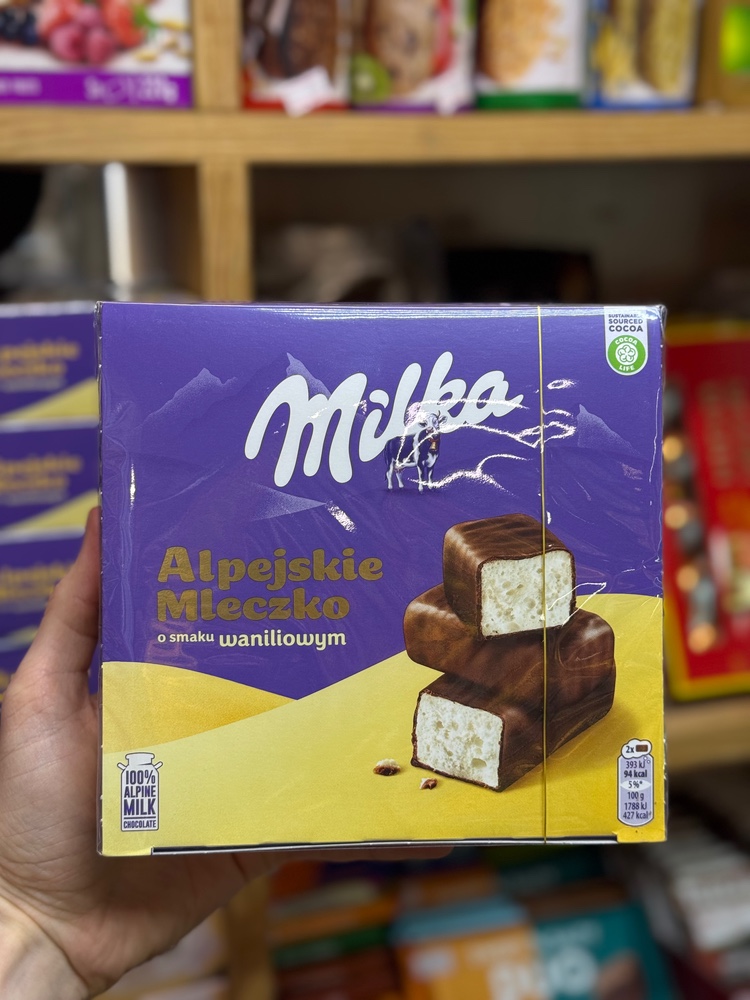 SUSTAINABLY
SOURCED
COCOA
COCOA
LIFE
Milka
Alpejskie
Mleczko
o smaku waniliowym
100%
ALPINE
MILK
CHOCOLATE
2x
393 kJ
94 kcal
5%*
100 g
1788 kJ
427 kcal